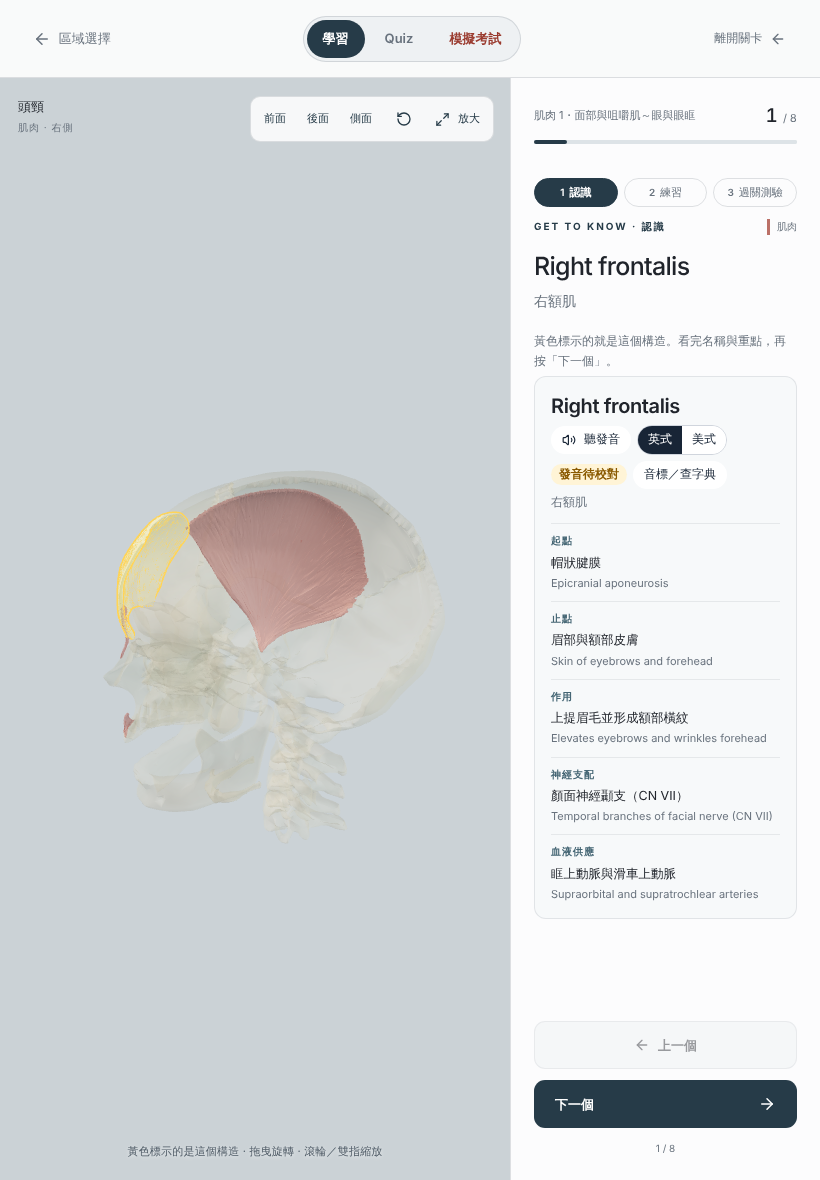 區域選擇
學習
Quiz
模擬考試
離開關卡
頭頸
肌肉 · 右側
前面
後面
側面
放大
肌肉 1 · 面部與咀嚼肌～眼與眼眶
1 / 8
1 認識
2 練習
3 過關測驗
GET TO KNOW · 認識
肌肉
Right frontalis
右額肌
黃色標示的就是這個構造。看完名稱與重點，再
按「下一個」。
Right frontalis
聽發音
英式
美式
發音待校對
音標／查字典
右額肌
起點
帽狀腱膜
Epicranial aponeurosis
止點
眉部與額部皮膚
Skin of eyebrows and forehead
作用
上提眉毛並形成額部橫紋
Elevates eyebrows and wrinkles forehead
神經支配
顏面神經顳支（CN VII）
Temporal branches of facial nerve (CN VII)
血液供應
眶上動脈與滑車上動脈
Supraorbital and supratrochlear arteries
上一個
下一個
1 / 8
黃色標示的是這個構造 · 拖曳旋轉 · 滾輪／雙指縮放